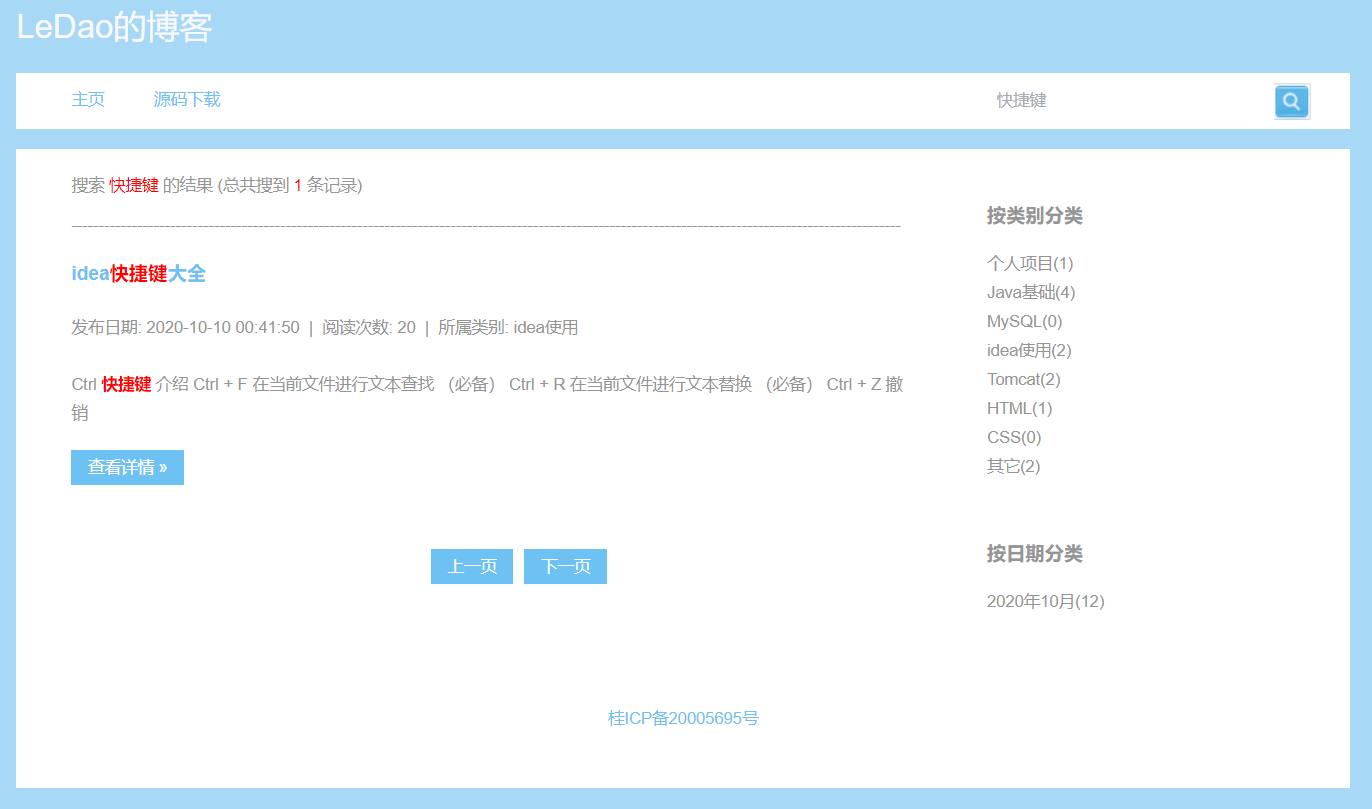 LeDao的博客
主页 源码下载 快捷键
搜索 快捷键 的结果 (总共搜到 1 条记录)
idea快捷键大全
发布日期: 2020-10-10 00:41:50 | 阅读次数: 20 | 所属类别: idea使用
Ctrl 快捷键 介绍 Ctrl + F 在当前文件进行文本查找 （必备） Ctrl + R 在当前文件进行文本替换 （必备） Ctrl + Z 撤
销
查看详情 »
上一页 下一页
按类别分类
个人项目(1)
Java基础(4)
MySQL(0)
idea使用(2)
Tomcat(2)
HTML(1)
CSS(0)
其它(2)
按日期分类
2020年10月(12)
桂ICP备20005695号